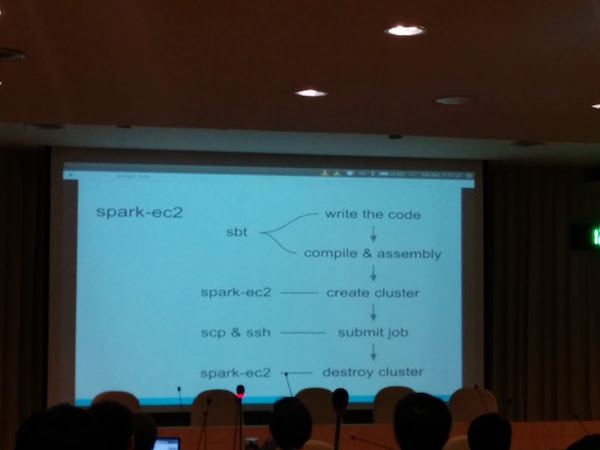 spark-ec2
write the code
sbt
compile & assembly
spark-ec2
create cluster
scp & ssh
submit job
spark-ec2
destroy cluster